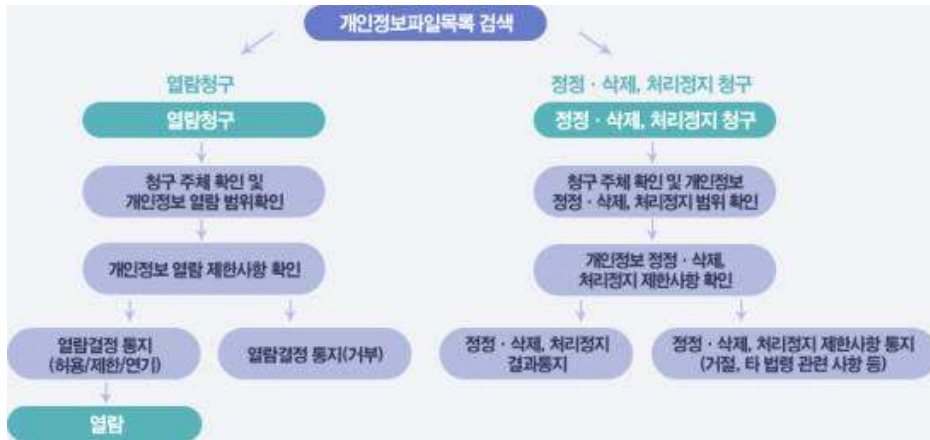 개인정보파일목록 검색
열람청구
열람청구
청구 주체 확인 및
개인정보 열람 범위확인
개인정보 열람 제한사항 확인
열람결정 통지
(허용/제한/연기)
열람결정 통지(거부)
열람
정정 · 삭제, 처리정지 청구
정정 · 삭제, 처리정지 청구
청구 주체 확인 및 개인정보
정정 · 삭제, 처리정지 범위 확인
개인정보 정정 · 삭제,
처리정지 제한사항 확인
정정 · 삭제, 처리정지
결과통지
정정 · 삭제, 처리정지 제한사항 통지
(거절, 타 법령 관련 사항 등)